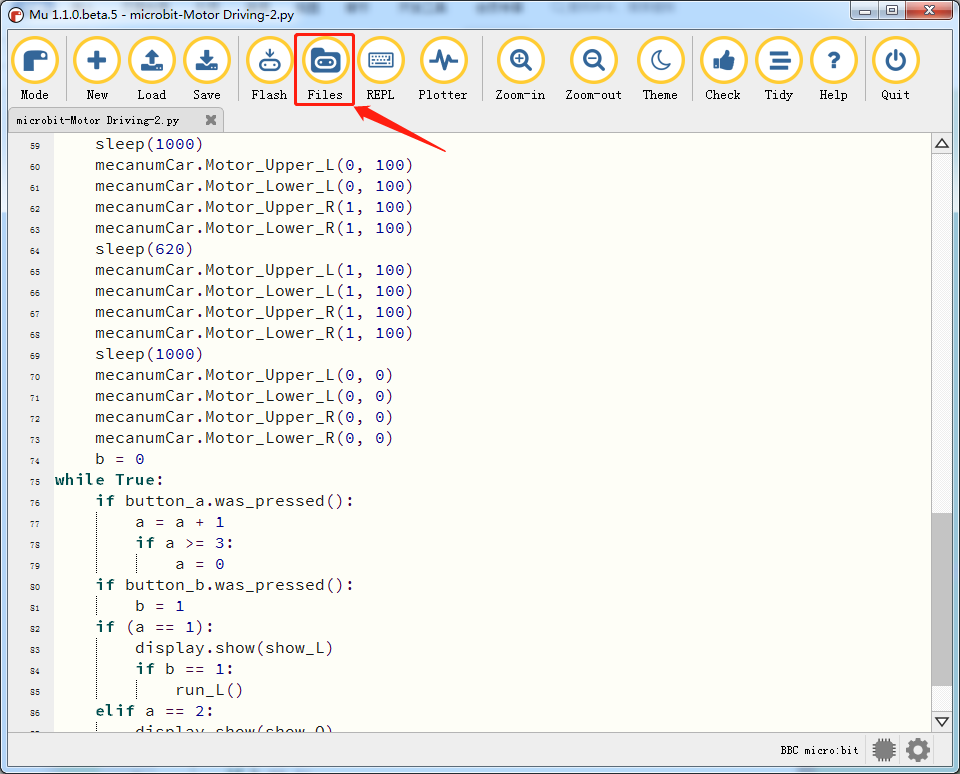 Mu 1.1.0.beta.5 - microbit-Motor Driving-2.py
Mode New Load Save Flash Files REPL Plotter Zoom-in Zoom-out Theme Check Tidy Help Quit
microbit-Motor Driving-2.py
59 sleep(1000)
60 mecanumCar.Motor_Upper_L(0, 100)
61 mecanumCar.Motor_Lower_L(0, 100)
62 mecanumCar.Motor_Upper_R(1, 100)
63 mecanumCar.Motor_Lower_R(1, 100)
64 sleep(620)
65 mecanumCar.Motor_Upper_L(1, 100)
66 mecanumCar.Motor_Lower_L(1, 100)
67 mecanumCar.Motor_Upper_R(1, 100)
68 mecanumCar.Motor_Lower_R(1, 100)
69 sleep(1000)
70 mecanumCar.Motor_Upper_L(0, 0)
71 mecanumCar.Motor_Lower_L(0, 0)
72 mecanumCar.Motor_Upper_R(0, 0)
73 mecanumCar.Motor_Lower_R(0, 0)
74 b = 0
75 while True:
76 if button_a.was_pressed():
77 a = a + 1
78 if a >= 3:
79 a = 0
80 if button_b.was_pressed():
81 b = 1
82 if (a == 1):
83 display.show(show_L)
84 if b == 1:
85 run_L()
86 elif a == 2:
display.show(show_O)
BBC micro:bit